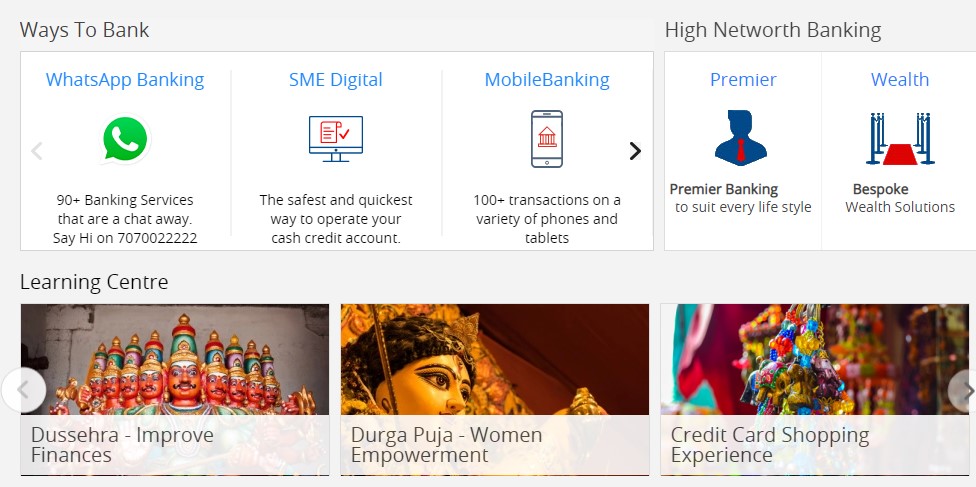 Ways To Bank
High Networth Banking
WhatsApp Banking
SME Digital
MobileBanking
Premier
Wealth
90+ Banking Services
that are a chat away.
Say Hi on 7070022222
The safest and quickest
way to operate your
cash credit account.
100+ transactions on a
variety of phones and
tablets
Premier Banking
to suit every life style
Bespoke
Wealth Solutions
Learning Centre
Dussehra - Improve
Finances
Durga Puja - Women
Empowerment
Credit Card Shopping
Experience